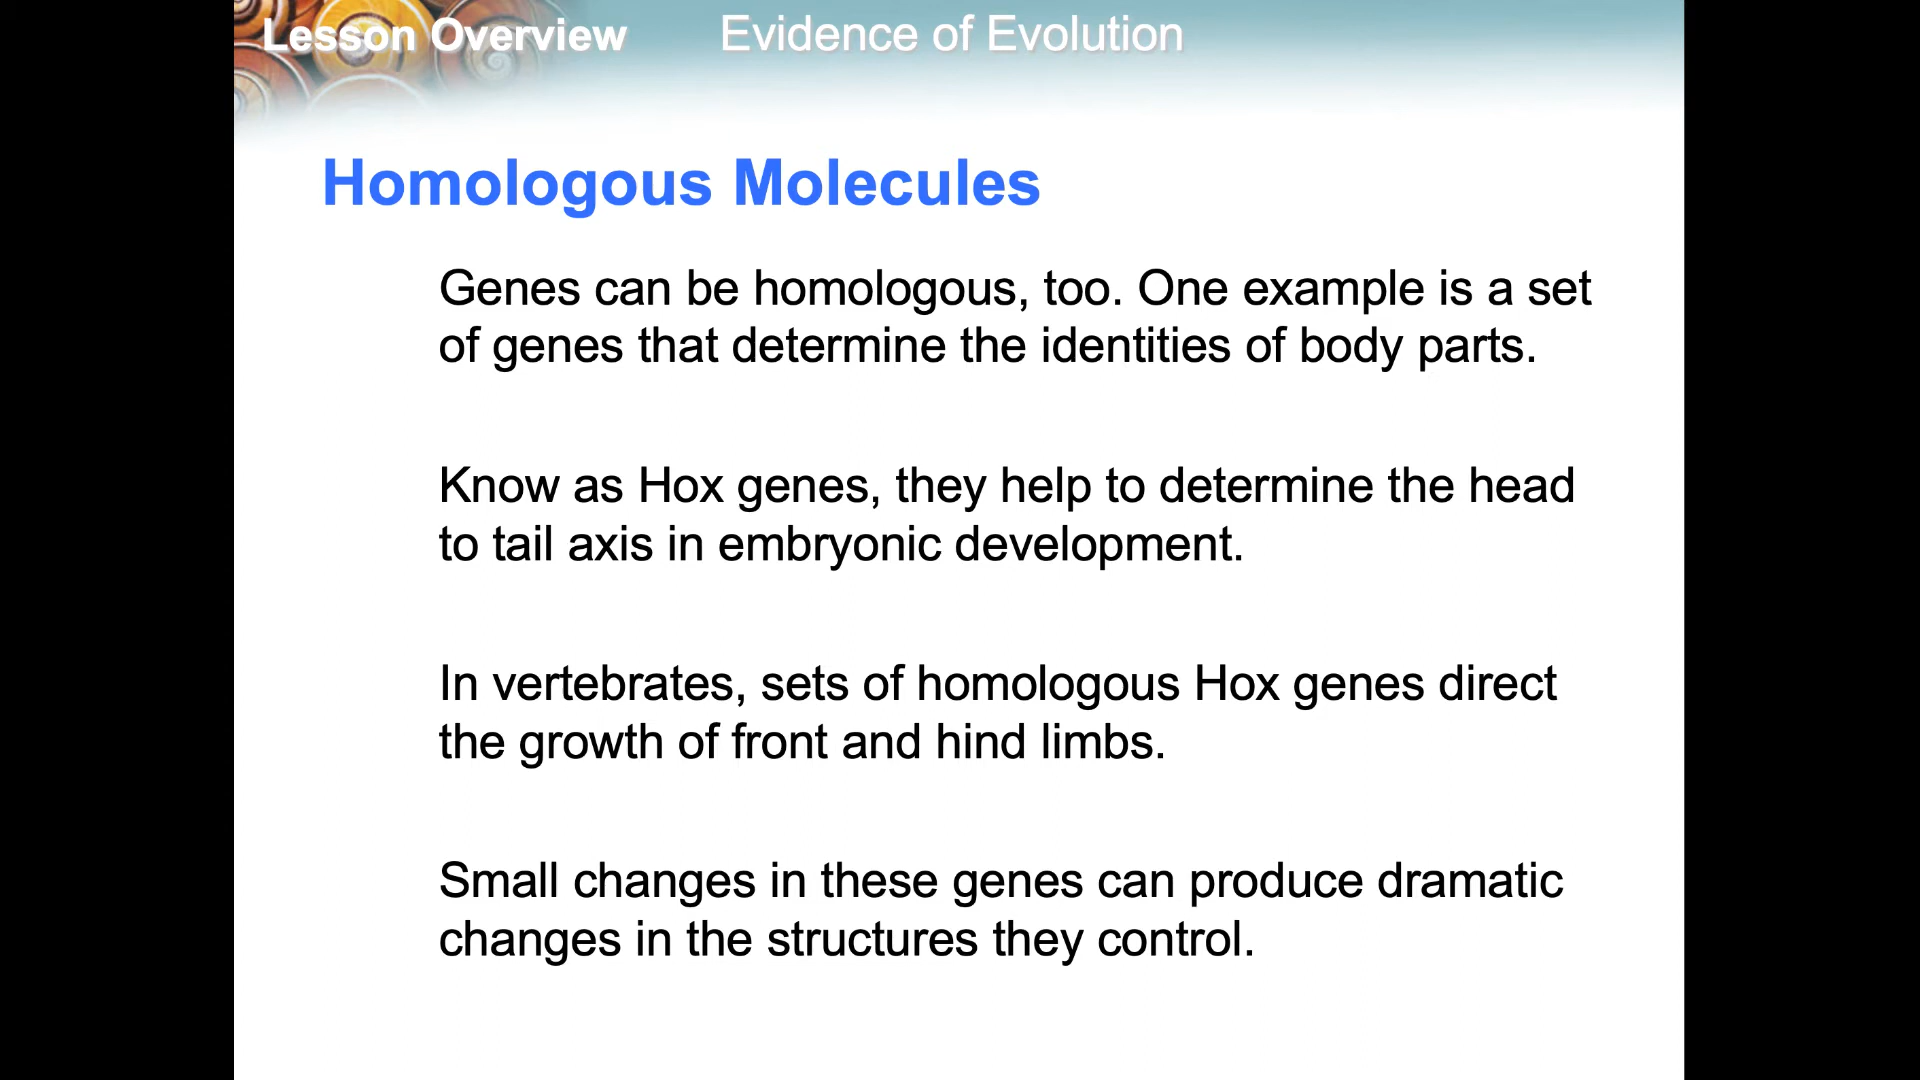 Lesson Overview Evidence of Evolution
Homologous Molecules
Genes can be homologous, too. One example is a set
of genes that determine the identities of body parts.
Know as Hox genes, they help to determine the head
to tail axis in embryonic development.
In vertebrates, sets of homologous Hox genes direct
the growth of front and hind limbs.
Small changes in these genes can produce dramatic
changes in the structures they control.